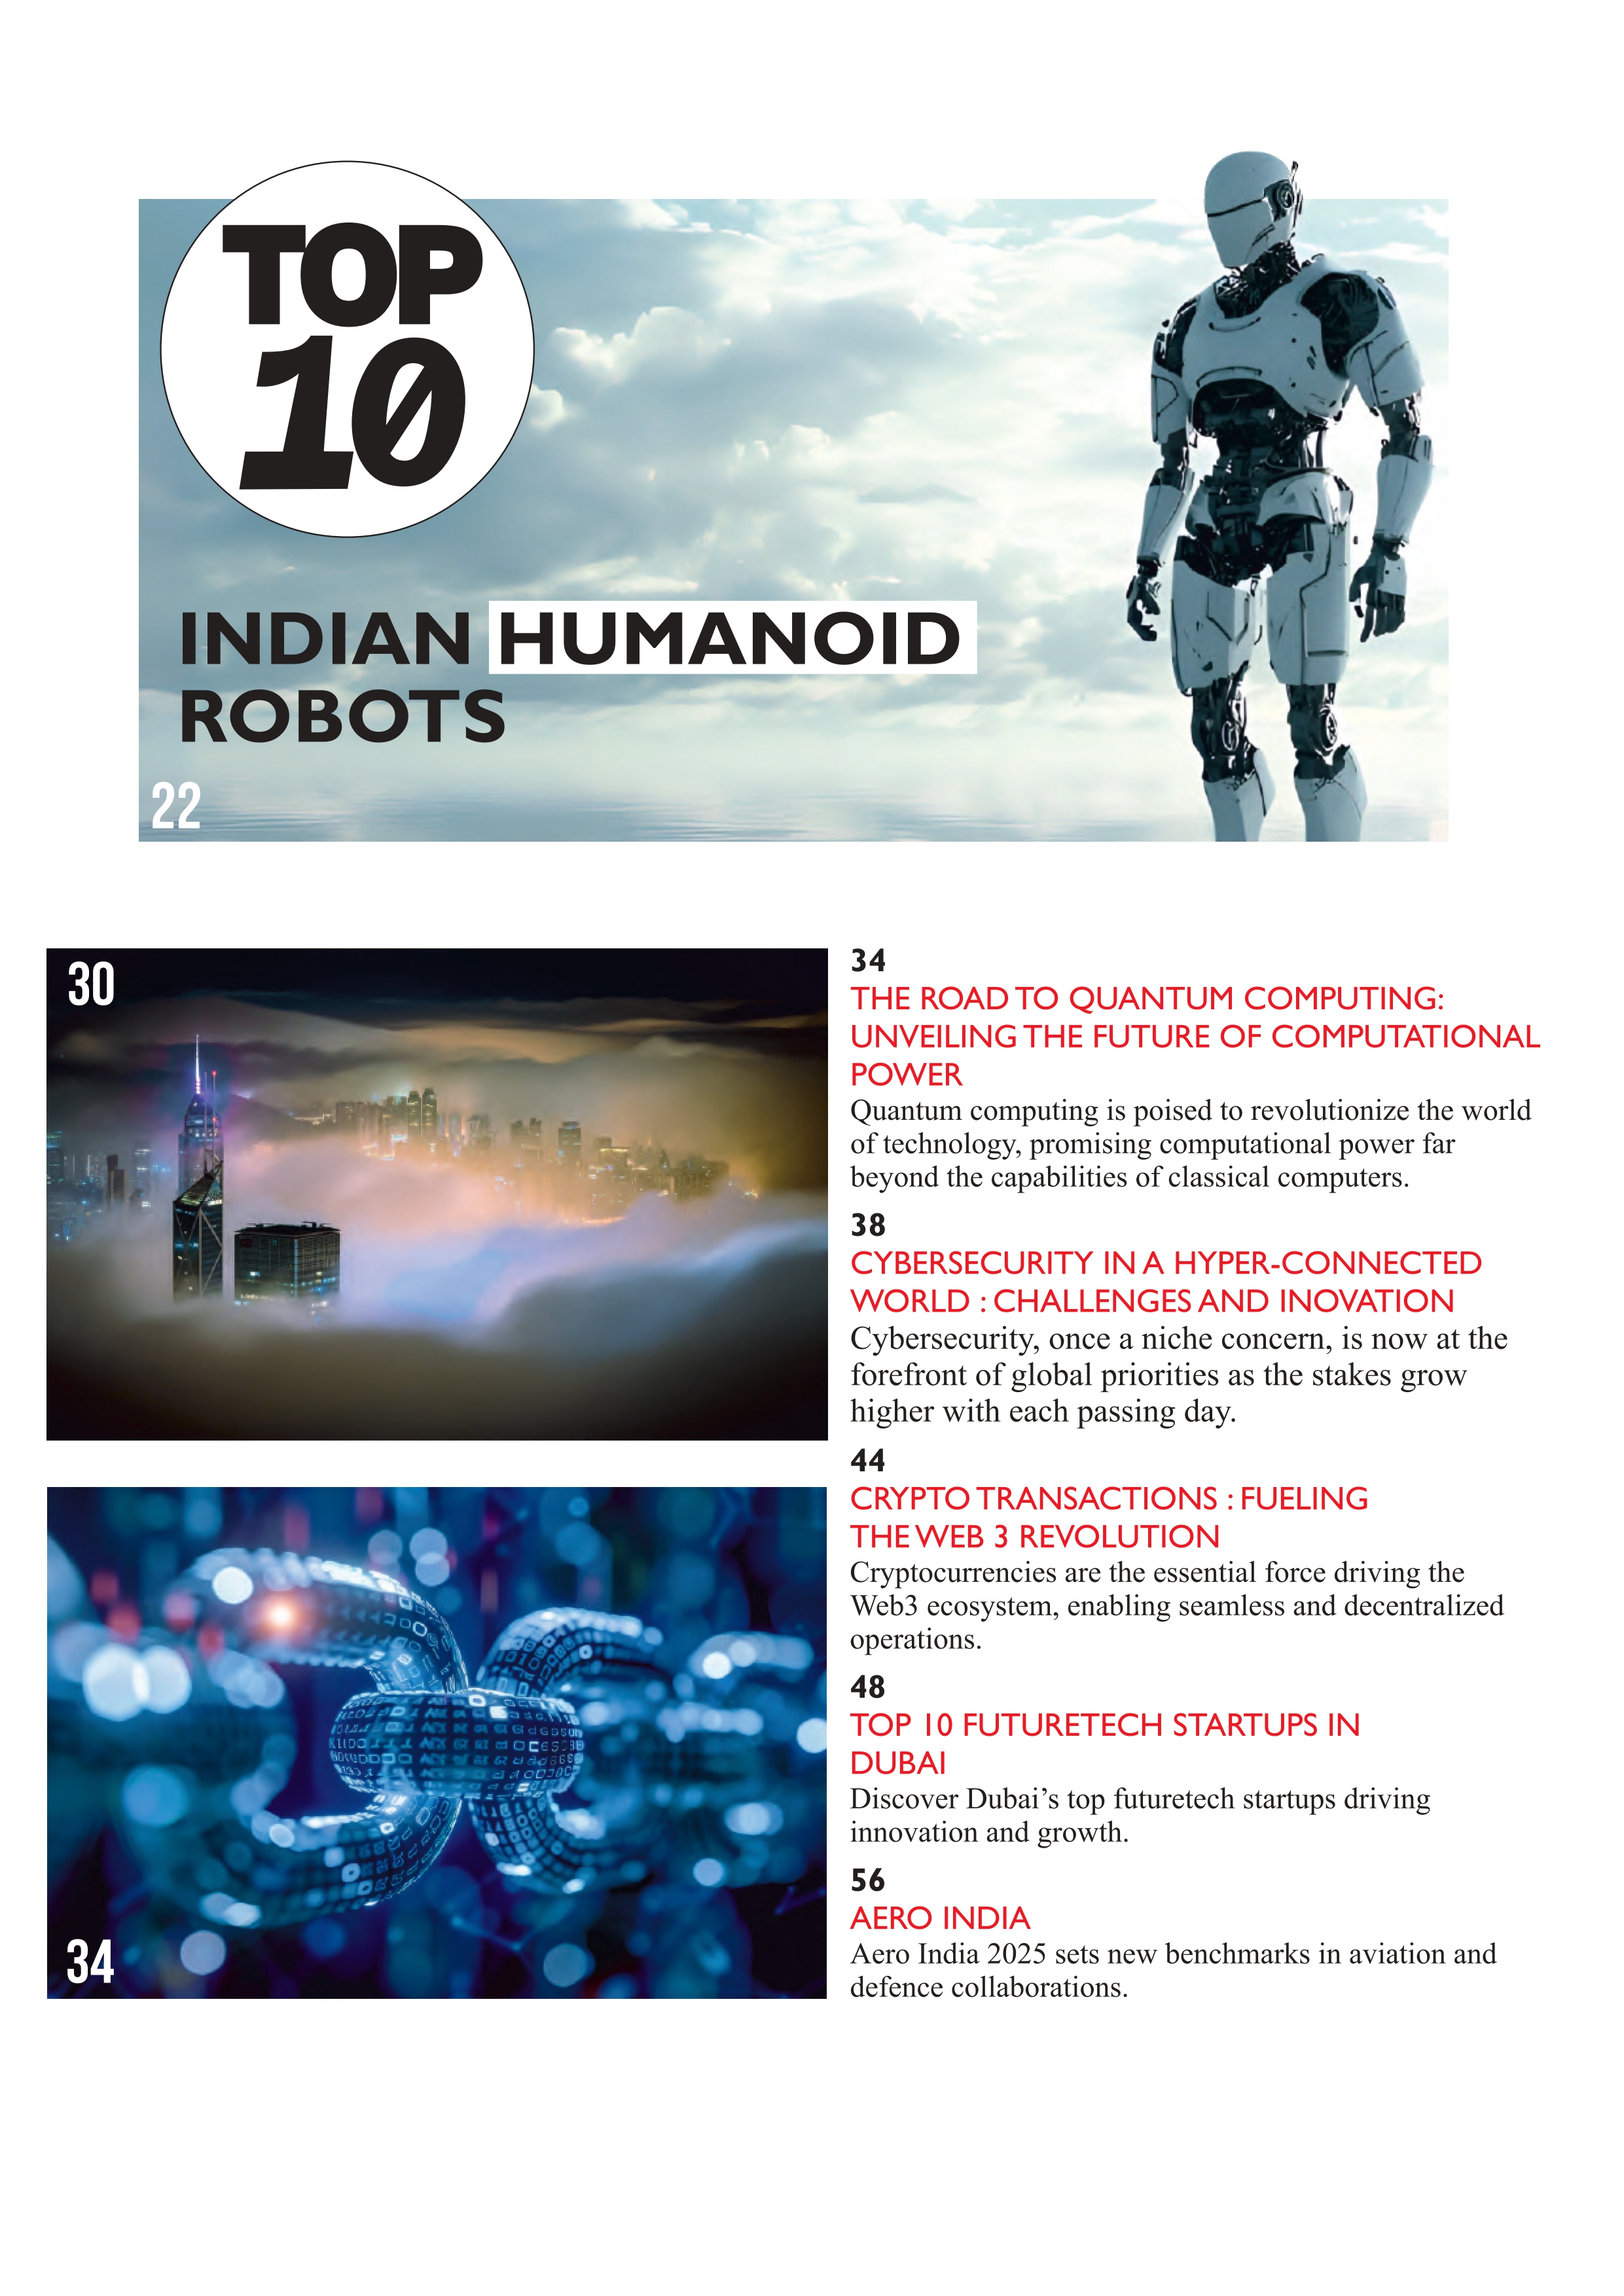 TOP
10
INDIAN HUMANOID
ROBOTS
22
30
34
34
THE ROAD TO QUANTUM COMPUTING:
UNVEILING THE FUTURE OF COMPUTATIONAL
POWER
Quantum computing is poised to revolutionize the world
of technology, promising computational power far
beyond the capabilities of classical computers.
38
CYBERSECURITY IN A HYPER-CONNECTED
WORLD : CHALLENGES AND INOVATION
Cybersecurity, once a niche concern, is now at the
forefront of global priorities as the stakes grow
higher with each passing day.
44
CRYPTO TRANSACTIONS : FUELING
THE WEB 3 REVOLUTION
Cryptocurrencies are the essential force driving the
Web3 ecosystem, enabling seamless and decentralized
operations.
48
TOP 10 FUTURETECH STARTUPS IN
DUBAI
Discover Dubai’s top futuretech startups driving
innovation and growth.
56
AERO INDIA
Aero India 2025 sets new benchmarks in aviation and
defence collaborations.